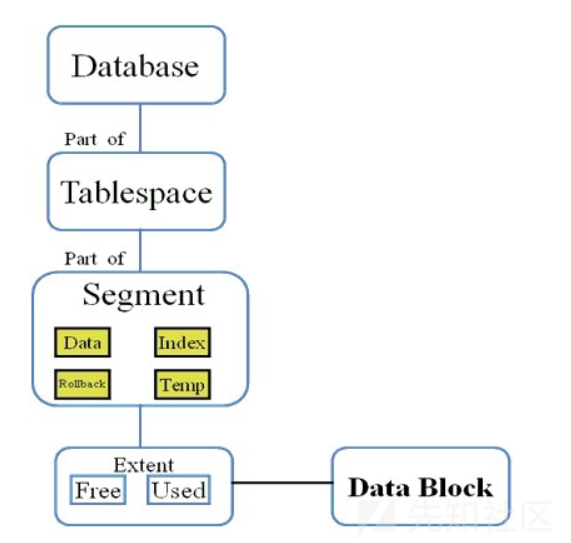 Database
Part of
Tablespace
Part of
Segment
Data Index
Rollback Temp
Extent
Free Used
Data Block
先知社区